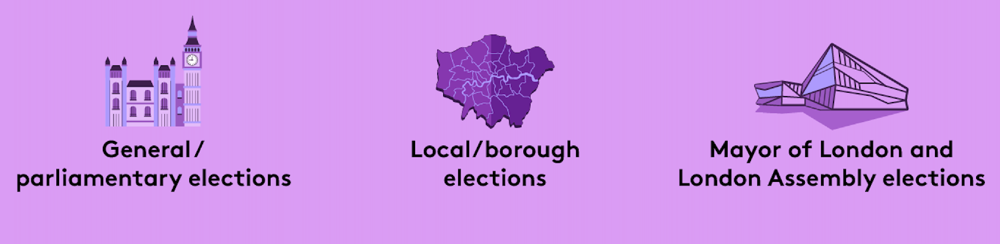 General/
parliamentary elections
Local/borough
elections
Mayor of London and
London Assembly elections